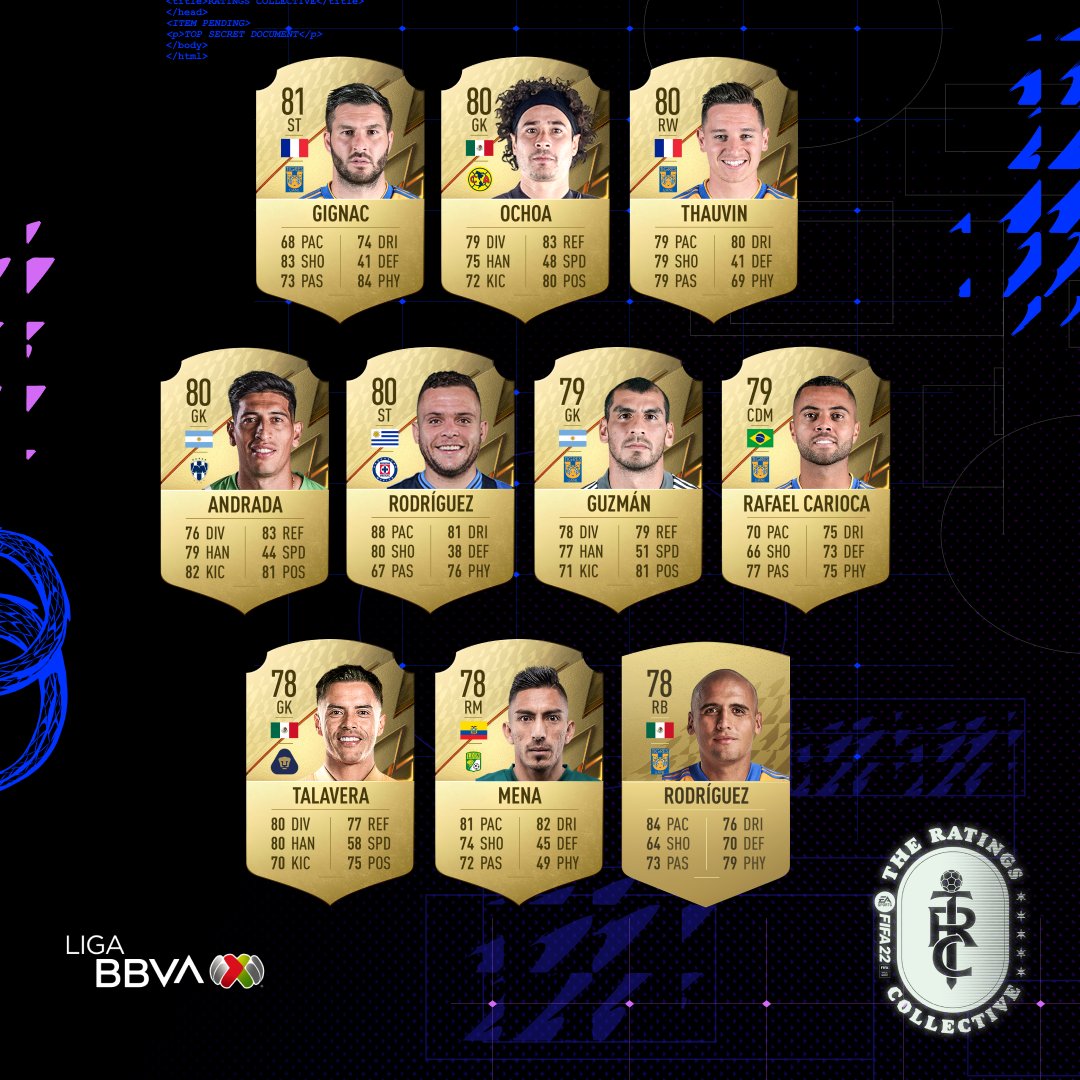 <title>RATINGS COLLECTIVE</title>
</head>
<ITEM PENDING>
<p>TOP SECRET DOCUMENT</p>
</body>
</html>
81
ST
GIGNAC
68 PAC 74 DRI
83 SHO 41 DEF
73 PAS 84 PHY
80
GK
OCHOA
79 DIV 83 REF
75 HAN 48 SPD
72 KIC 80 POS
80
RW
THAUVIN
79 PAC 80 DRI
79 SHO 41 DEF
79 PAS 69 PHY
80
GK
ANDRADA
76 DIV 83 REF
79 HAN 44 SPD
82 KIC 81 POS
80
ST
RODRÍGUEZ
88 PAC 81 DRI
80 SHO 38 DEF
67 PAS 76 PHY
79
GK
GUZMÁN
78 DIV 79 REF
77 HAN 51 SPD
71 KIC 81 POS
79
CDM
RAFAEL CARIOCA
70 PAC 75 DRI
66 SHO 73 DEF
77 PAS 75 PHY
78
GK
TALAVERA
80 DIV 77 REF
80 HAN 58 SPD
70 KIC 75 POS
78
RM
MENA
81 PAC 82 DRI
74 SHO 45 DEF
72 PAS 49 PHY
78
RB
RODRÍGUEZ
84 PAC 76 DRI
64 SHO 70 DEF
73 PAS 79 PHY
LIGA
BBVA
THE RATINGS
COLLECTIVE
TRC
EA SPORTS
FIFA 22